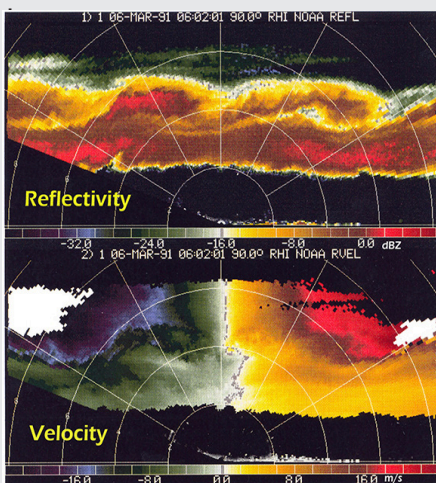 1) 1 06-MAR-91 06:02:01 90.0° RHI NOAA REFL
Reflectivity
-32.0 -24.0 -16.0 -8.0 0.0 dBZ
2) 1 06-MAR-91 06:02:01 90.0° RHI NOAA RVEL
Velocity
-16.0 -8.0 0.0 8.0 16.0 m/s